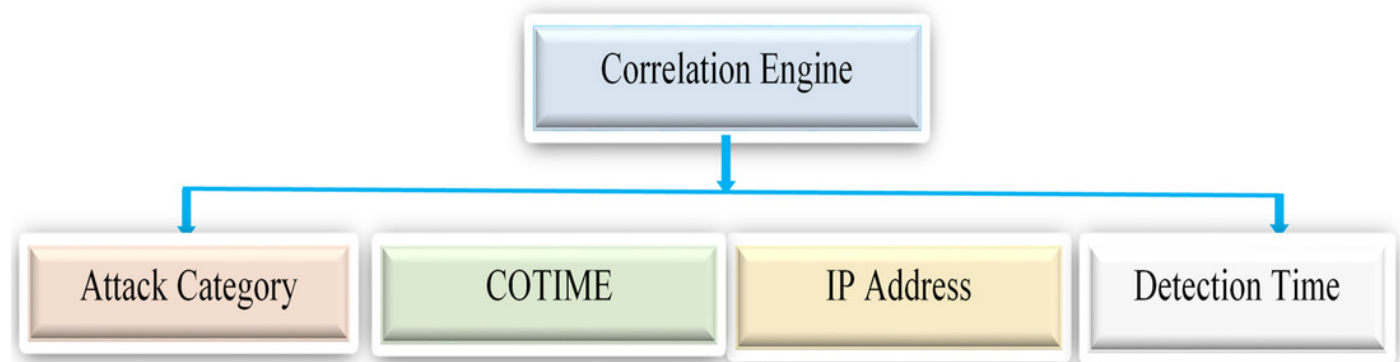 Correlation Engine
Attack Category
COTIME
IP Address
Detection Time